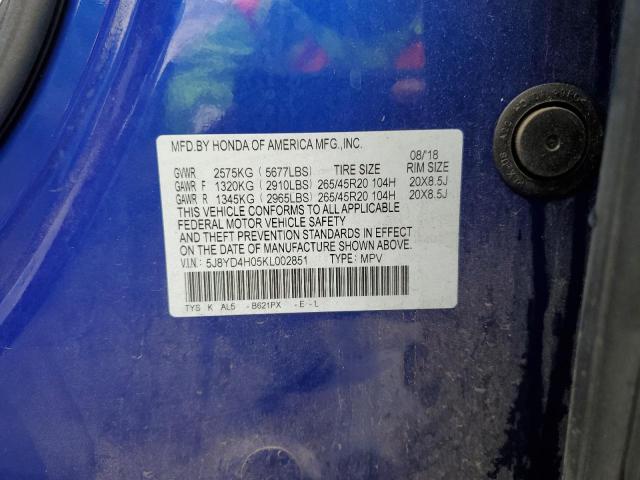 MFD.BY HONDA OF AMERICA MFG.,INC.
08/'18
GVWR 2575KG (5677LBS) TIRE SIZE RIM SIZE
GAWR F 1320KG (2910LBS) 265/45R20 104H 20X8.5J
GAWR R 1345KG (2965LBS) 265/45R20 104H 20X8.5J
THIS VEHICLE CONFORMS TO ALL APPLICABLE
FEDERAL MOTOR VEHICLE SAFETY
AND THEFT PREVENTION STANDARDS IN EFFECT
ON THE DATE OF MANUFACTURE SHOWN ABOVE.
V.I.N.: 5J8YD4H05KL002851 TYPE: MPV
TYS K AL5 - B621PX - E - L